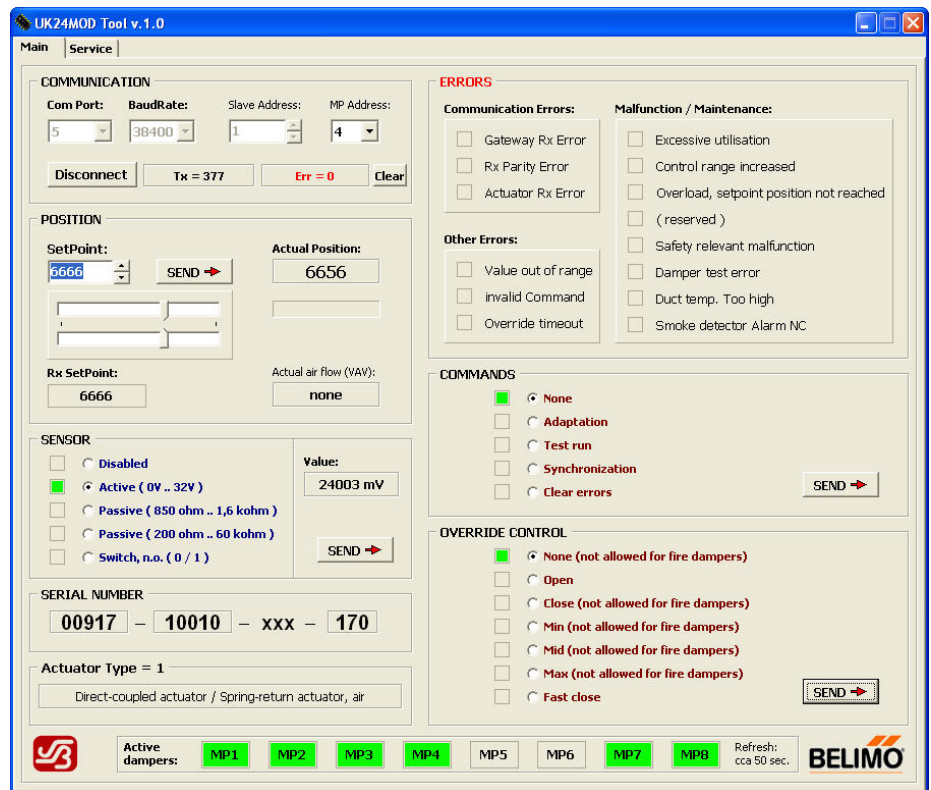 UK24MOD Tool v.1.0
Main
Service
COMMUNICATION
Com Port: BaudRate: Slave Address: MP Address:
5 38400 1 4
Disconnect Tx = 377 Err = 0 Clear
POSITION
SetPoint: Actual Position:
6666 SEND 6656
Rx SetPoint: Actual air flow (VAV):
6666 none
SENSOR
Disabled
Active ( 0V .. 32V )
Passive ( 850 ohm .. 1,6 kohm )
Passive ( 200 ohm .. 60 kohm )
Switch, n.o. ( 0 / 1 )
Value:
24003 mV
SEND
SERIAL NUMBER
00917 – 10010 – xxx – 170
Actuator Type = 1
Direct-coupled actuator / Spring-return actuator, air
ERRORS
Communication Errors:
Gateway Rx Error
Rx Parity Error
Actuator Rx Error
Other Errors:
Value out of range
invalid Command
Override timeout
Malfunction / Maintenance:
Excessive utilisation
Control range increased
Overload, setpoint position not reached
( reserved )
Safety relevant malfunction
Damper test error
Duct temp. Too high
Smoke detector Alarm NC
COMMANDS
None
Adaptation
Test run
Synchronization
Clear errors
SEND
OVERRIDE CONTROL
None (not allowed for fire dampers)
Open
Close (not allowed for fire dampers)
Min (not allowed for fire dampers)
Mid (not allowed for fire dampers)
Max (not allowed for fire dampers)
Fast close
SEND
Active
dampers:
MP1 MP2 MP3 MP4 MP5 MP6 MP7 MP8
Refresh:
cca 50 sec.
BELIMO